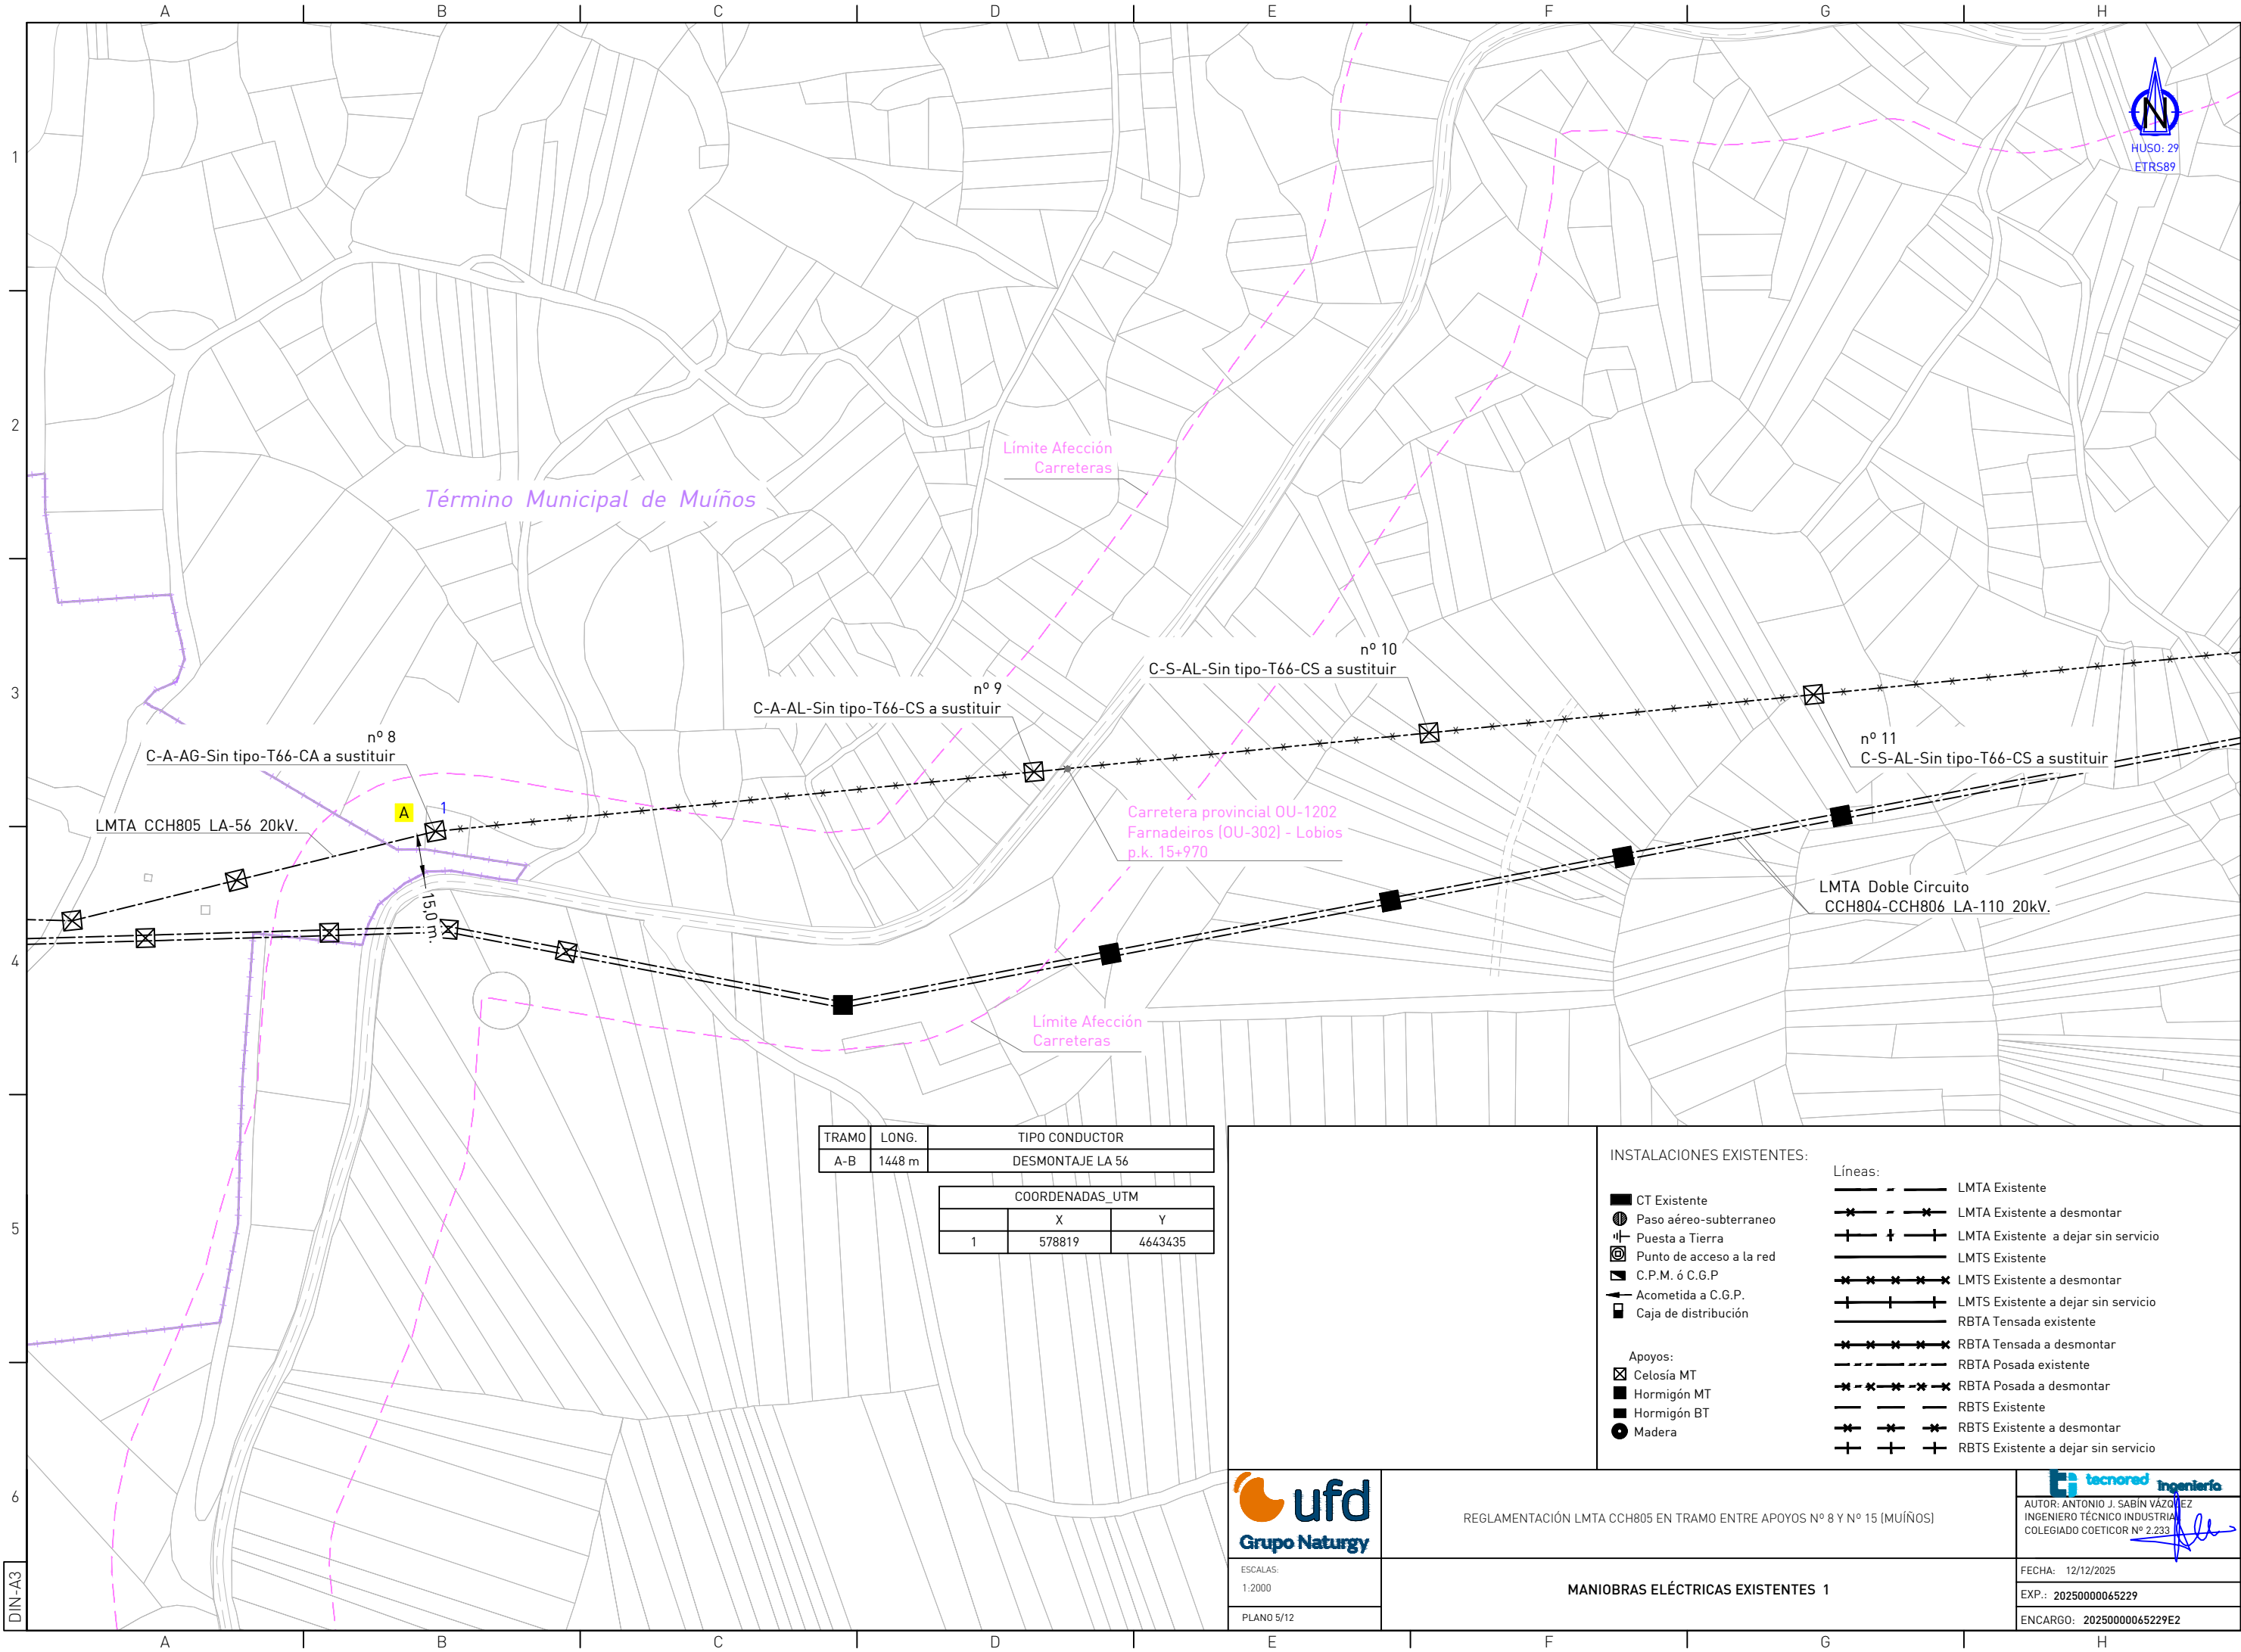 A B C D E F G H
1
HUSO: 29
ETRS89
2
Límite Afección
Carreteras
Término Municipal de Muíños
3
nº 10
C-S-AL-Sin tipo-T66-CS a sustituir
nº 9
C-A-AL-Sin tipo-T66-CS a sustituir
nº 8
C-A-AG-Sin tipo-T66-CA a sustituir
nº 11
C-S-AL-Sin tipo-T66-CS a sustituir
A 1
LMTA CCH805 LA-56 20kV.
Carretera provincial OU-1202
Farnadeiros (OU-302) - Lobios
p.k. 15+970
15,0 m.
LMTA Doble Circuito
CCH804-CCH806 LA-110 20kV.
4
Límite Afección
Carreteras
TRAMO LONG. TIPO CONDUCTOR
A-B 1448 m DESMONTAJE LA 56
COORDENADAS_UTM
X Y
1 578819 4643435
5
INSTALACIONES EXISTENTES:
CT Existente
Paso aéreo-subterraneo
Puesta a Tierra
Punto de acceso a la red
C.P.M. ó C.G.P
Acometida a C.G.P.
Caja de distribución
Apoyos:
Celosía MT
Hormigón MT
Hormigón BT
Madera
Líneas:
LMTA Existente
LMTA Existente a desmontar
LMTA Existente a dejar sin servicio
LMTS Existente
LMTS Existente a desmontar
LMTS Existente a dejar sin servicio
RBTA Tensada existente
RBTA Tensada a desmontar
RBTA Posada existente
RBTA Posada a desmontar
RBTS Existente
RBTS Existente a desmontar
RBTS Existente a dejar sin servicio
6
ufd
Grupo Naturgy
REGLAMENTACIÓN LMTA CCH805 EN TRAMO ENTRE APOYOS Nº 8 Y Nº 15 (MUÍÑOS)
tecnored ingeniería
AUTOR: ANTONIO J. SABÍN VÁZQUEZ
INGENIERO TÉCNICO INDUSTRIAL
COLEGIADO COETICOR Nº 2.233
ESCALAS:
1:2000
PLANO 5/12
MANIOBRAS ELÉCTRICAS EXISTENTES 1
FECHA: 12/12/2025
EXP.: 20250000065229
ENCARGO: 20250000065229E2
DIN-A3
A B C D E F G H